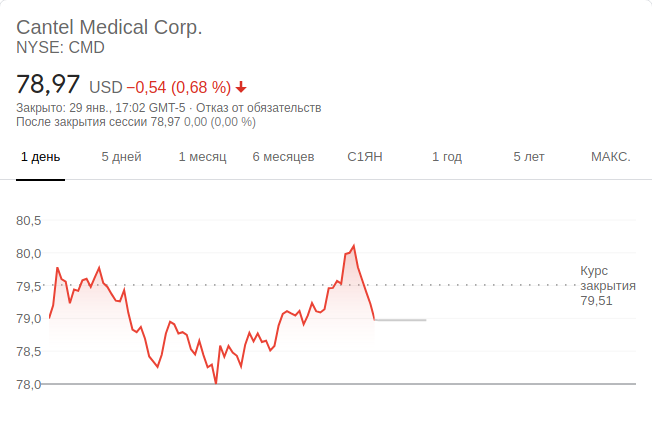 Cantel Medical Corp.
NYSE: CMD
78,97 USD −0,54 (0,68 %)
Закрыто: 29 янв., 17:02 GMT-5 · Отказ от обязательств
После закрытия сессии 78,97 0,00 (0,00 %)
1 день 5 дней 1 месяц 6 месяцев С1ЯН 1 год 5 лет МАКС.
80,5
80,0
79,5
79,0
78,5
78,0
Курс
закрытия
79,51